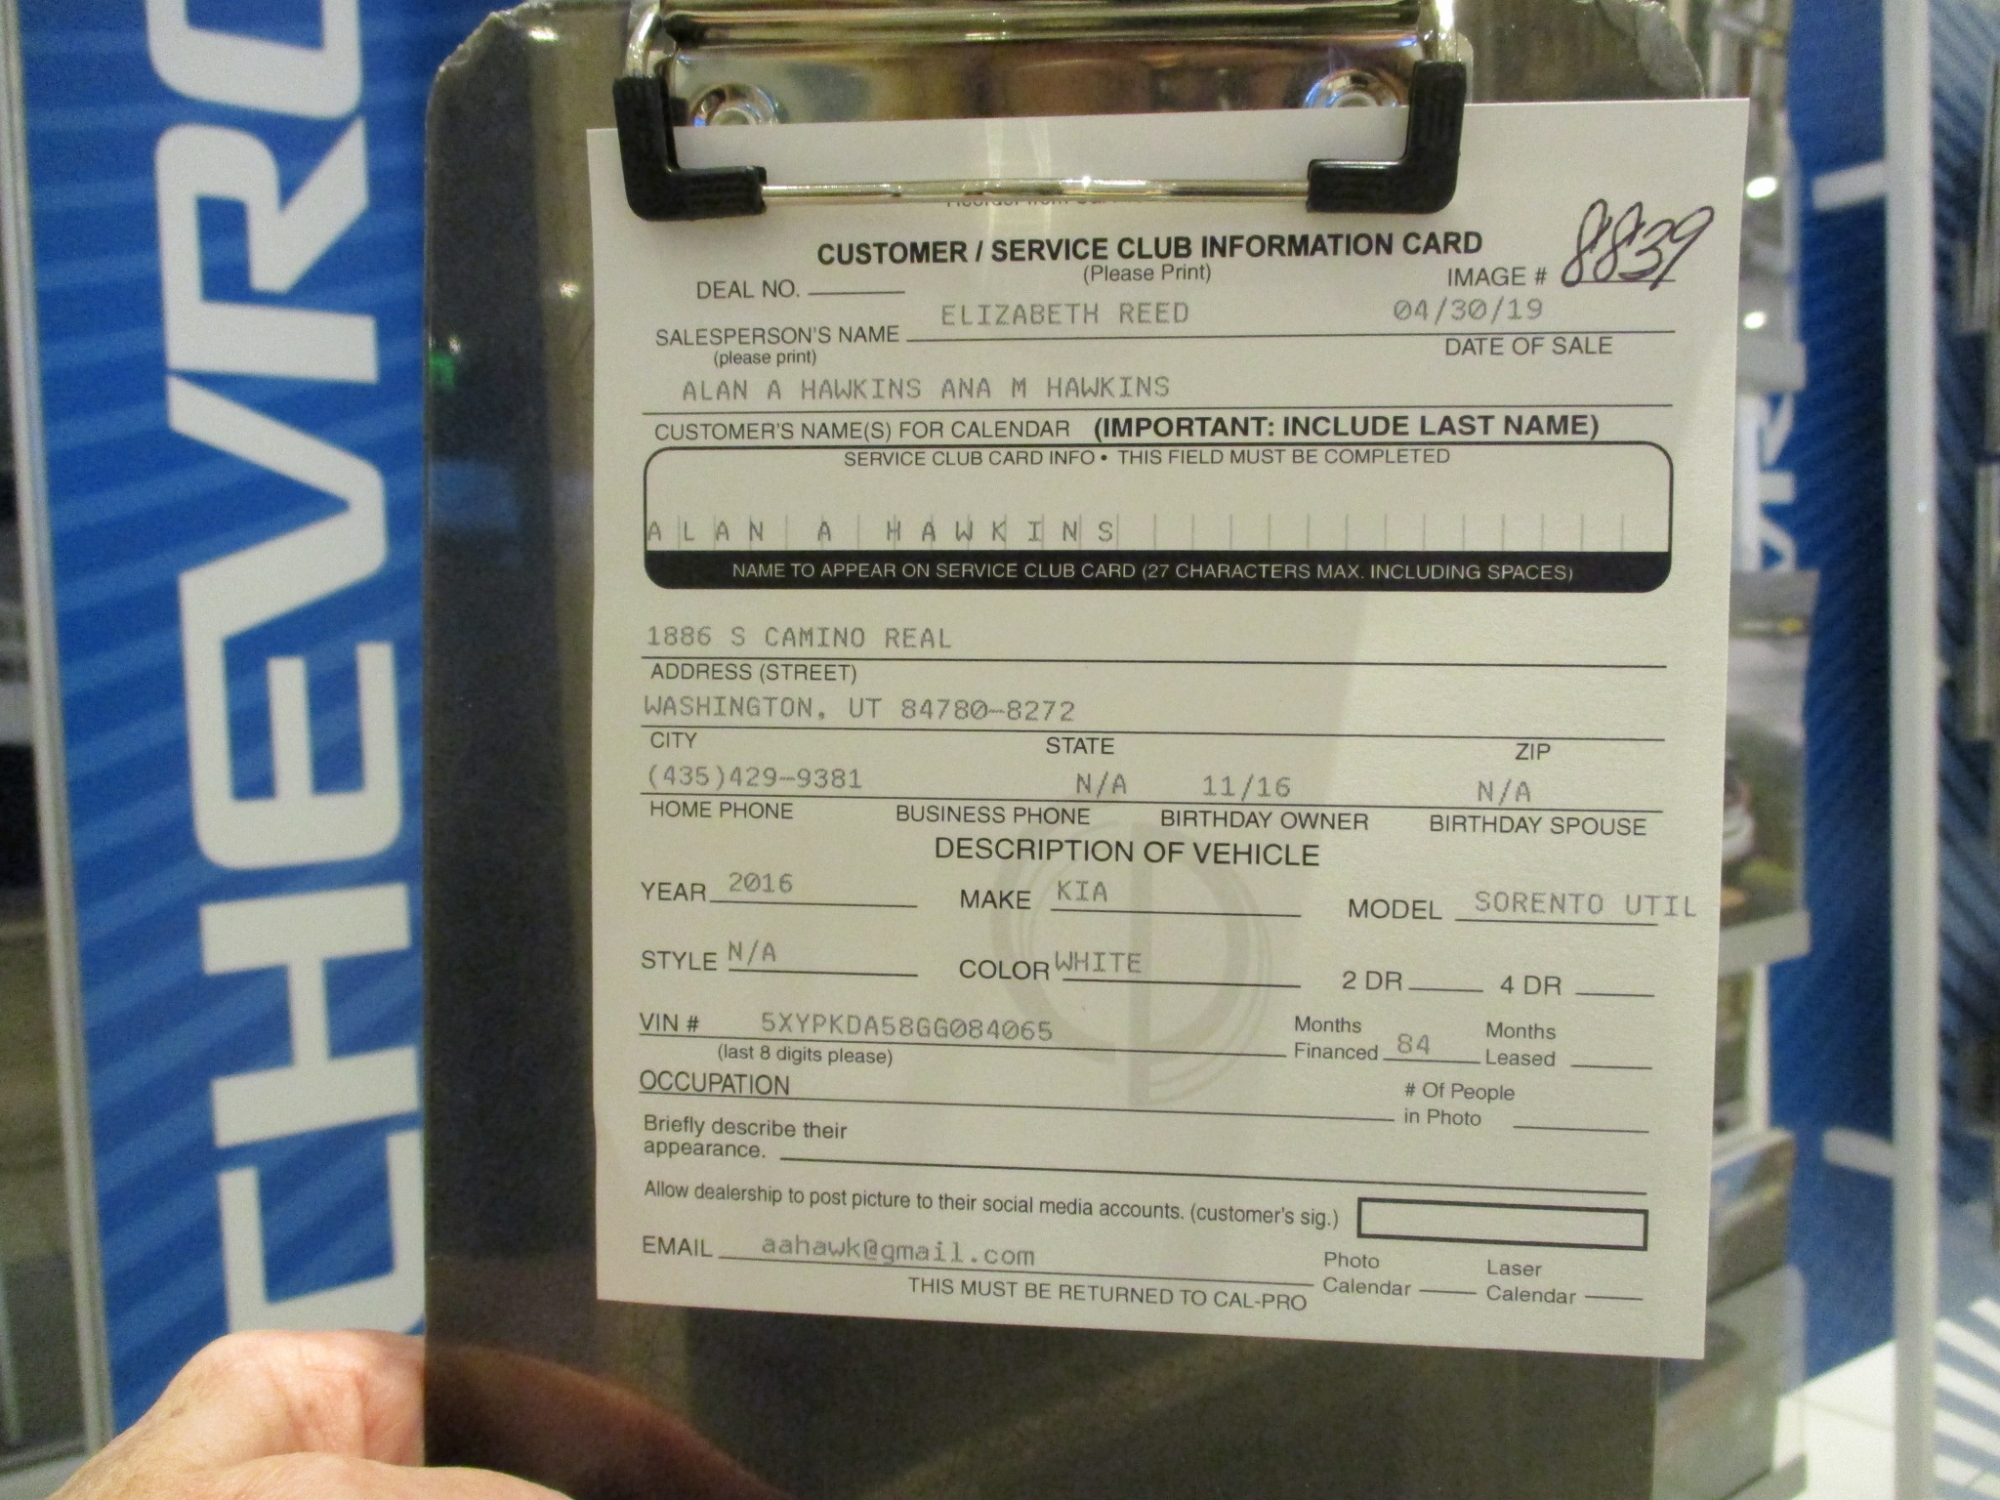 CHEVRO
CUSTOMER / SERVICE CLUB INFORMATION CARD
(Please Print)
DEAL NO. IMAGE # 8839
SALESPERSON'S NAME ELIZABETH REED 04/30/19
(please print) DATE OF SALE
ALAN A HAWKINS ANA M HAWKINS
CUSTOMER'S NAME(S) FOR CALENDAR (IMPORTANT: INCLUDE LAST NAME)
SERVICE CLUB CARD INFO • THIS FIELD MUST BE COMPLETED
ALAN A HAWKINS
NAME TO APPEAR ON SERVICE CLUB CARD (27 CHARACTERS MAX. INCLUDING SPACES)
1886 S CAMINO REAL
ADDRESS (STREET)
WASHINGTON, UT 84780-8272
CITY STATE ZIP
(435)429-9381 N/A 11/16 N/A
HOME PHONE BUSINESS PHONE BIRTHDAY OWNER BIRTHDAY SPOUSE
DESCRIPTION OF VEHICLE
YEAR 2016 MAKE KIA MODEL SORENTO UTIL
STYLE N/A COLOR WHITE 2 DR 4 DR
VIN # 5XYPKDA58GG084065 Months Financed 84 Months Leased
(last 8 digits please)
OCCUPATION # Of People in Photo
Briefly describe their
appearance.
Allow dealership to post picture to their social media accounts. (customer's sig.)
EMAIL aahawk@gmail.com Photo Calendar Laser Calendar
THIS MUST BE RETURNED TO CAL-PRO